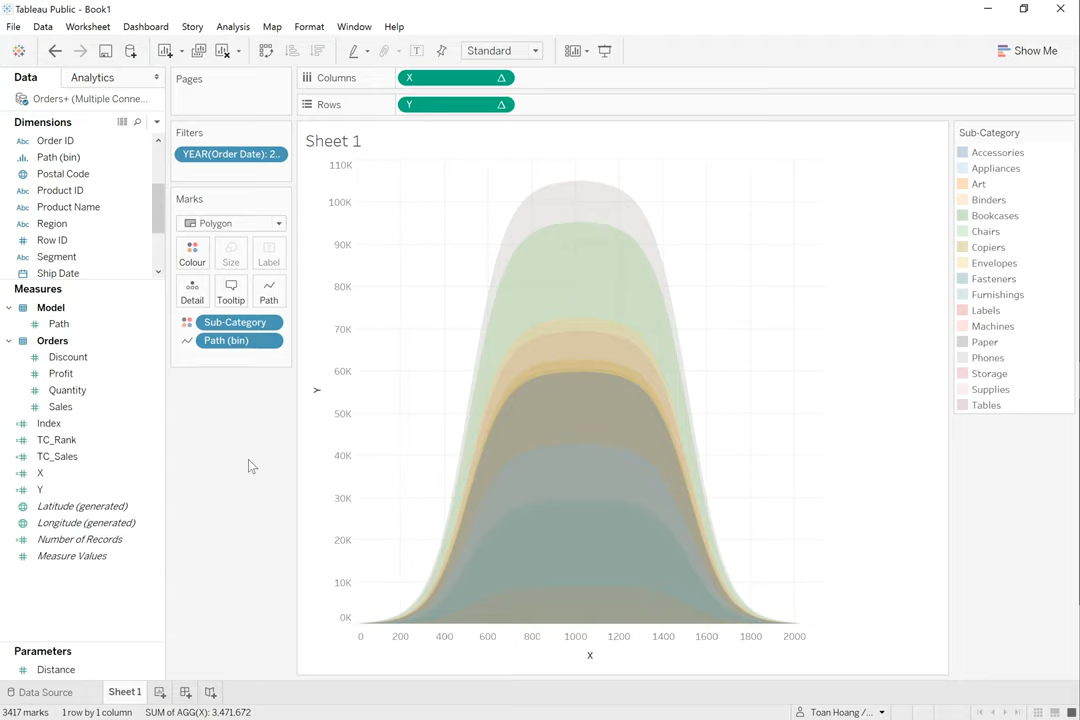 Tableau Public - Book1
File Data Worksheet Dashboard Story Analysis Map Format Window Help
Standard
Show Me
Data Analytics
Orders+ (Multiple Conne...
Dimensions
Order ID
Path (bin)
Postal Code
Product ID
Product Name
Region
Row ID
Segment
Ship Date
Measures
Model
Path
Orders
Discount
Profit
Quantity
Sales
Index
TC_Rank
TC_Sales
X
Y
Latitude (generated)
Longitude (generated)
Number of Records
Measure Values
Parameters
Distance
Pages
Filters
YEAR(Order Date): 2..
Marks
Polygon
Colour Size Label
Detail Tooltip Path
Sub-Category
Path (bin)
Columns X
Rows Y
Sheet 1
110K
100K
90K
80K
70K
60K
50K
40K
30K
20K
10K
0K
Y
0 200 400 600 800 1000 1200 1400 1600 1800 2000
X
Sub-Category
Accessories
Appliances
Art
Binders
Bookcases
Chairs
Copiers
Envelopes
Fasteners
Furnishings
Labels
Machines
Paper
Phones
Storage
Supplies
Tables
Data Source Sheet 1
3417 marks 1 row by 1 column SUM of AGG(X): 3,471,672
Toan Hoang /...